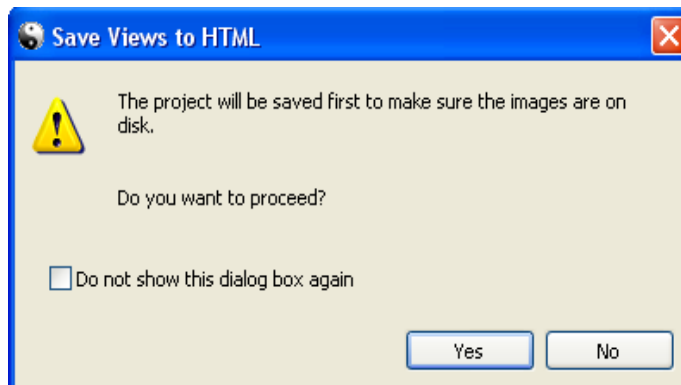 Save Views to HTML
The project will be saved first to make sure the images are on
disk.
Do you want to proceed?
Do not show this dialog box again
Yes
No